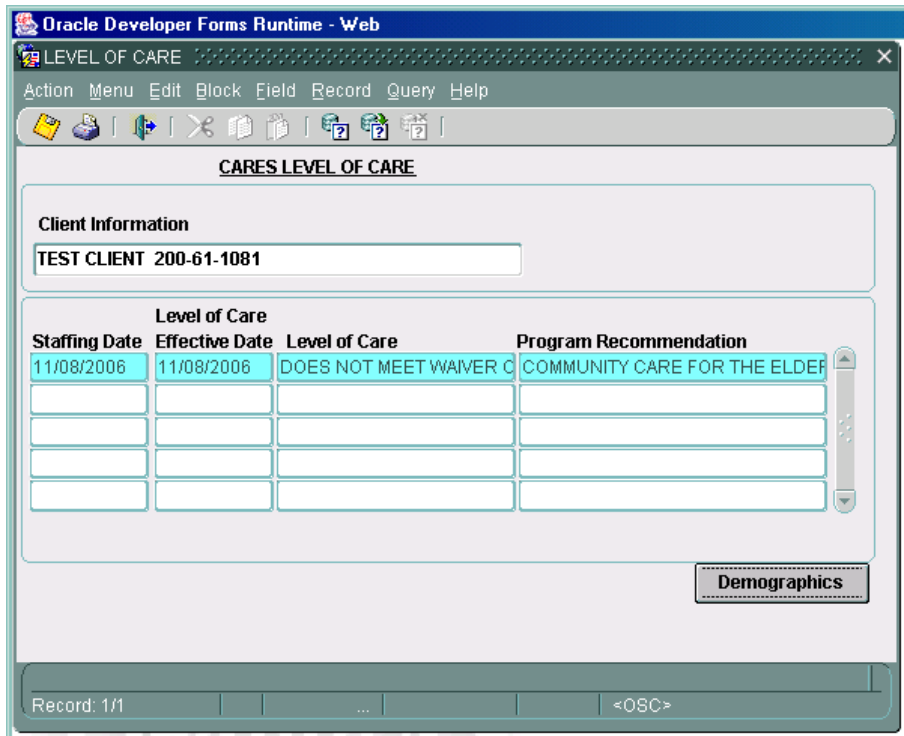 Oracle Developer Forms Runtime - Web
LEVEL OF CARE
Action Menu Edit Block Field Record Query Help
CARES LEVEL OF CARE
Client Information
TEST CLIENT 200-61-1081
Level of Care
Staffing Date Effective Date Level of Care Program Recommendation
11/08/2006 11/08/2006 DOES NOT MEET WAIVER C COMMUNITY CARE FOR THE ELDER
Demographics
Record: 1/1 ... <OSC>